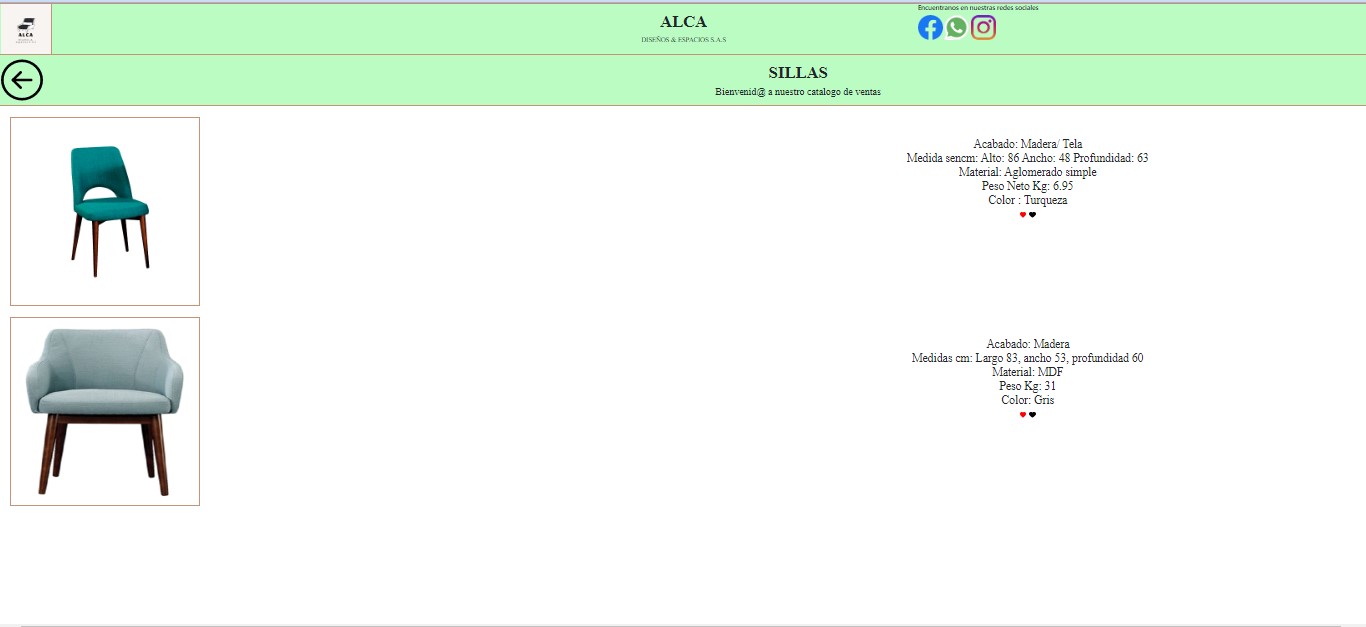 Encuentranos en nuestras redes sociales
ALCA
ALCA
DISEÑOS & ESPACIOS S.A.S
SILLAS
Bienvenid@ a nuestro catalogo de ventas
Acabado: Madera/ Tela
Medida sencm: Alto: 86 Ancho: 48 Profundidad: 63
Material: Aglomerado simple
Peso Neto Kg: 6.95
Color : Turqueza
Acabado: Madera
Medidas cm: Largo 83, ancho 53, profundidad 60
Material: MDF
Peso Kg: 31
Color: Gris